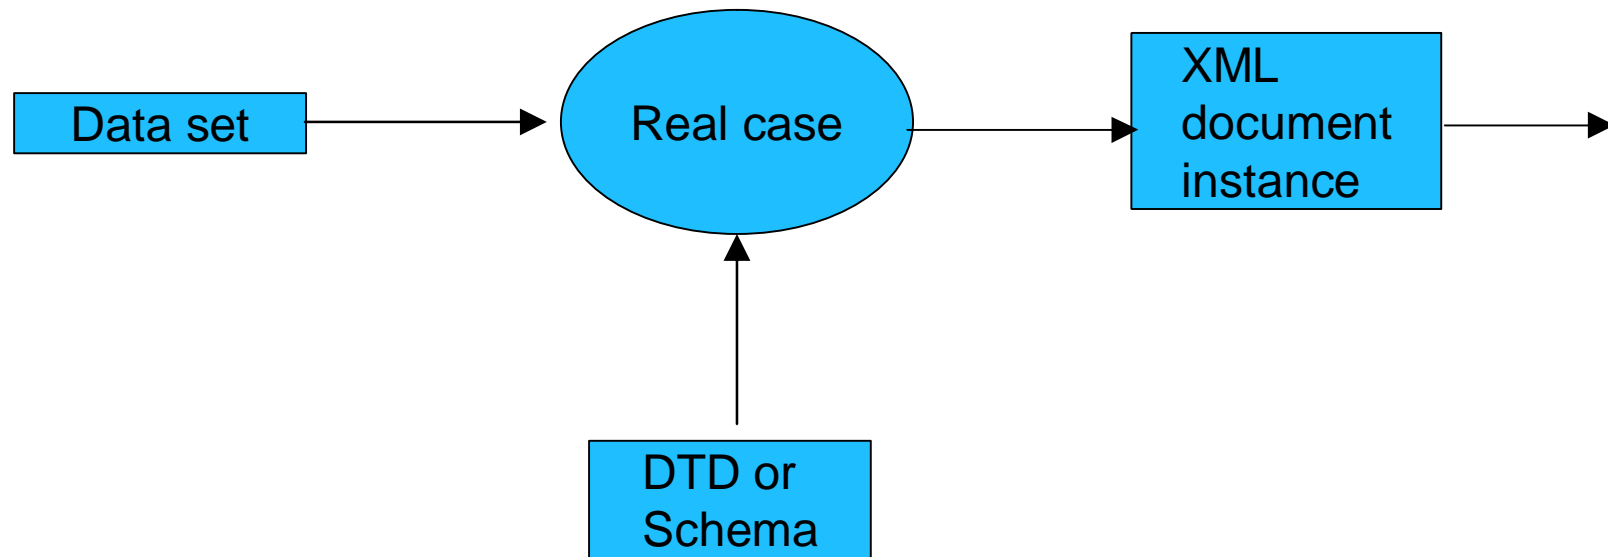 Data set
Real case
XML
document
instance
DTD or
Schema